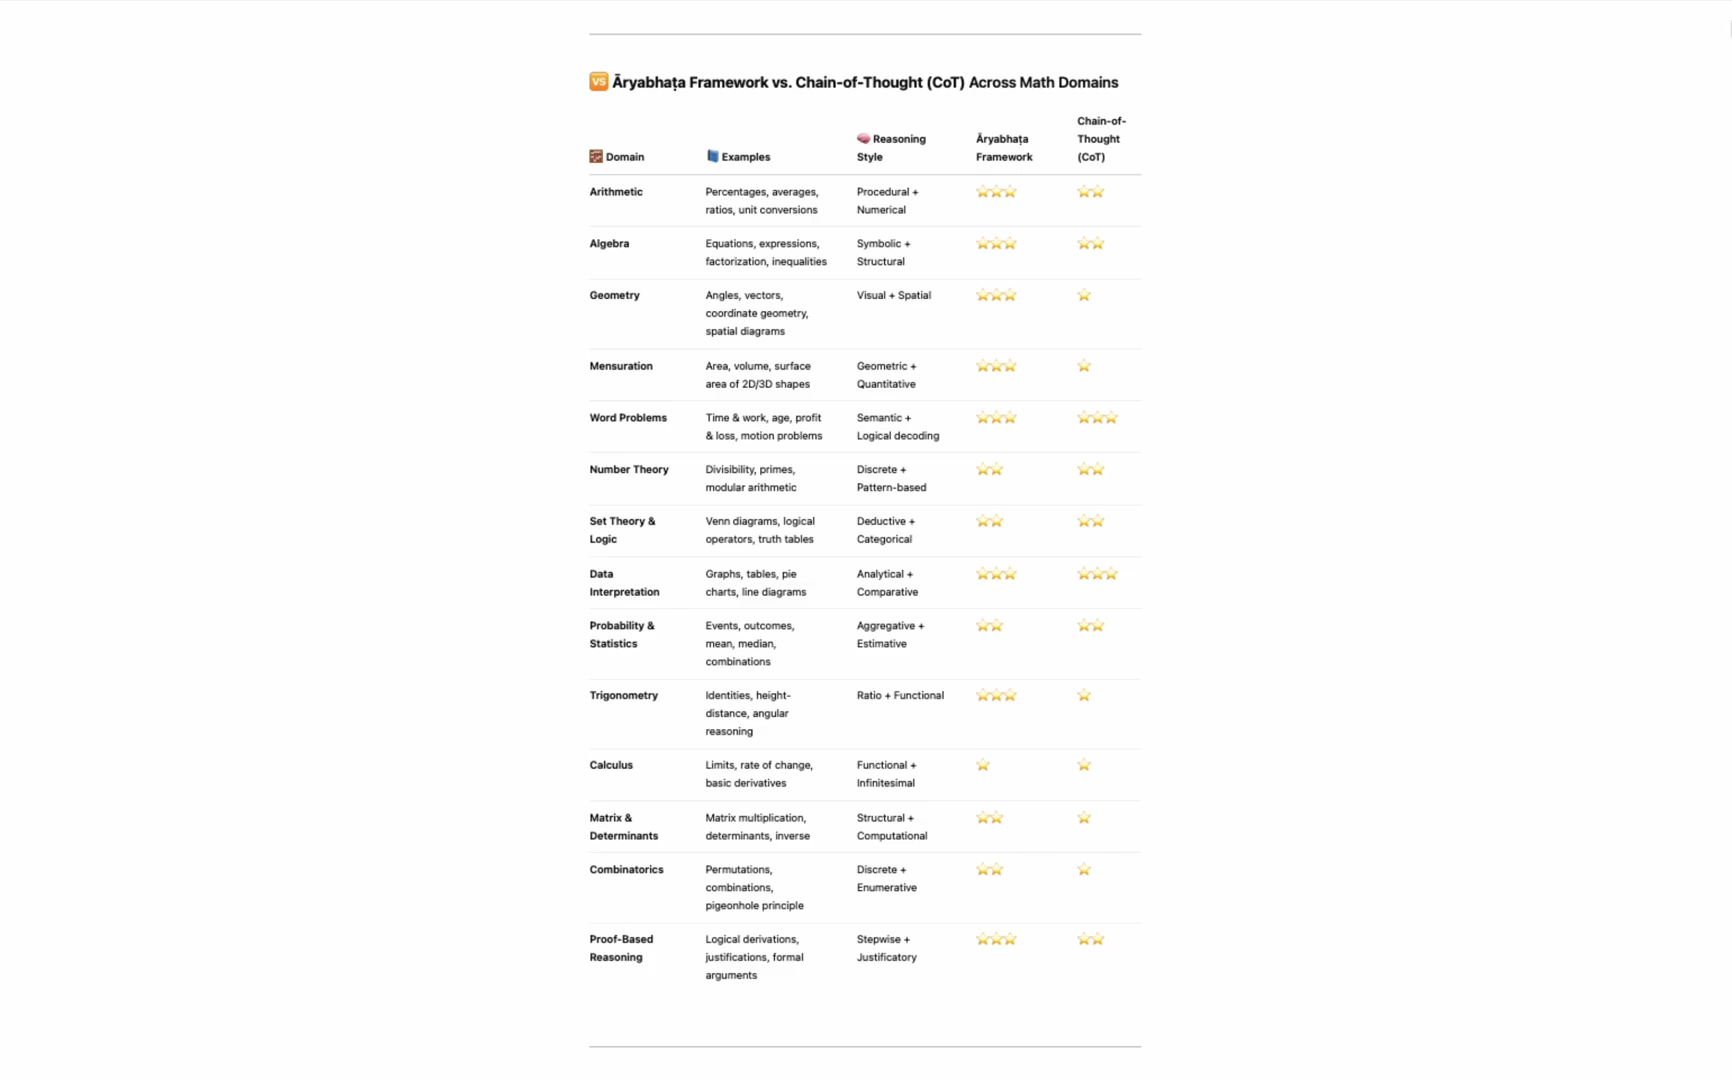 🆚 Āryabhaṭa Framework vs. Chain-of-Thought (CoT) Across Math Domains
🧱 Domain
📘 Examples
🧠 Reasoning
Style
Āryabhaṭa
Framework
Chain-of-
Thought
(CoT)
Arithmetic
Percentages, averages,
ratios, unit conversions
Procedural +
Numerical
⭐⭐⭐
⭐⭐
Algebra
Equations, expressions,
factorization, inequalities
Symbolic +
Structural
⭐⭐⭐
⭐⭐
Geometry
Angles, vectors,
coordinate geometry,
spatial diagrams
Visual + Spatial
⭐⭐⭐
⭐
Mensuration
Area, volume, surface
area of 2D/3D shapes
Geometric +
Quantitative
⭐⭐⭐
⭐
Word Problems
Time & work, age, profit
& loss, motion problems
Semantic +
Logical decoding
⭐⭐⭐
⭐⭐⭐
Number Theory
Divisibility, primes,
modular arithmetic
Discrete +
Pattern-based
⭐⭐
⭐⭐
Set Theory &
Logic
Venn diagrams, logical
operators, truth tables
Deductive +
Categorical
⭐⭐
⭐⭐
Data
Interpretation
Graphs, tables, pie
charts, line diagrams
Analytical +
Comparative
⭐⭐⭐
⭐⭐⭐
Probability &
Statistics
Events, outcomes,
mean, median,
combinations
Aggregative +
Estimative
⭐⭐
⭐⭐
Trigonometry
Identities, height-
distance, angular
reasoning
Ratio + Functional
⭐⭐⭐
⭐
Calculus
Limits, rate of change,
basic derivatives
Functional +
Infinitesimal
⭐
⭐
Matrix &
Determinants
Matrix multiplication,
determinants, inverse
Structural +
Computational
⭐⭐
⭐
Combinatorics
Permutations,
combinations,
pigeonhole principle
Discrete +
Enumerative
⭐⭐
⭐
Proof-Based
Reasoning
Logical derivations,
justifications, formal
arguments
Stepwise +
Justificatory
⭐⭐⭐
⭐⭐